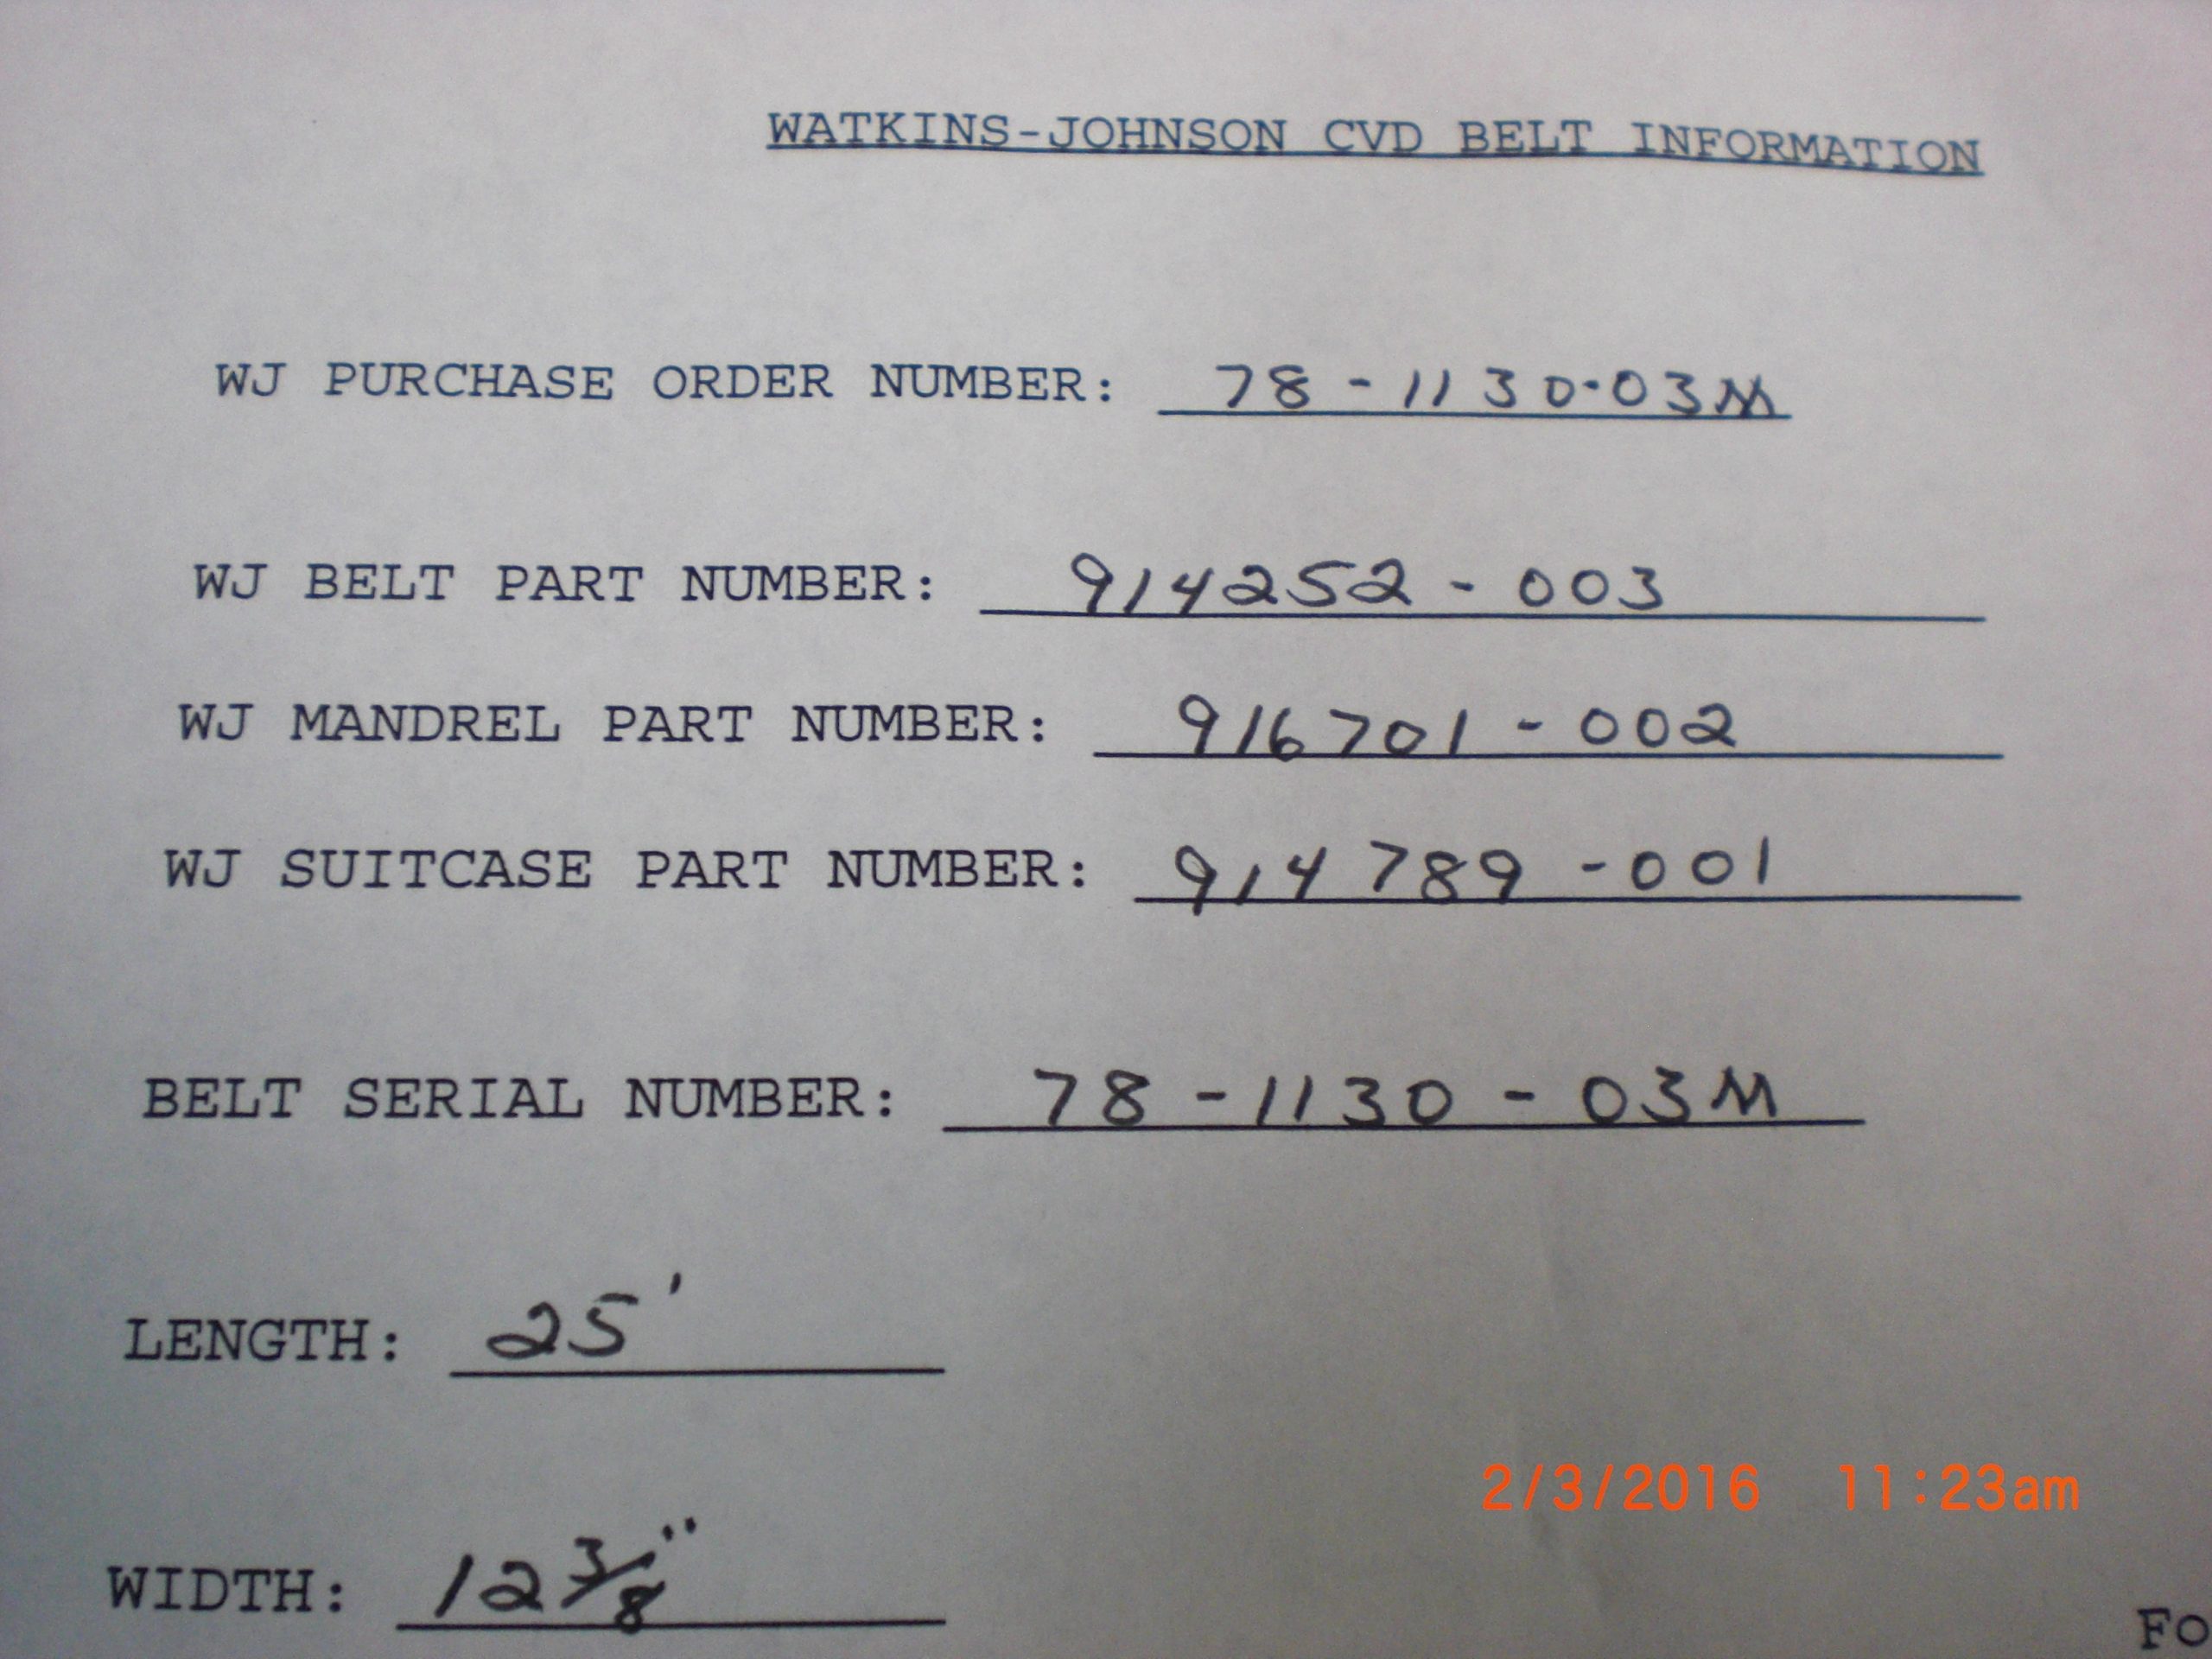 WATKINS-JOHNSON CVD BELT INFORMATION
WJ PURCHASE ORDER NUMBER: 78-1130-03M
WJ BELT PART NUMBER: 914252-003
WJ MANDREL PART NUMBER: 916701-002
WJ SUITCASE PART NUMBER: 914789-001
BELT SERIAL NUMBER: 78-1130-03M
LENGTH: 25'
2/3/2016 11:23am
WIDTH: 12 3/8"
FO